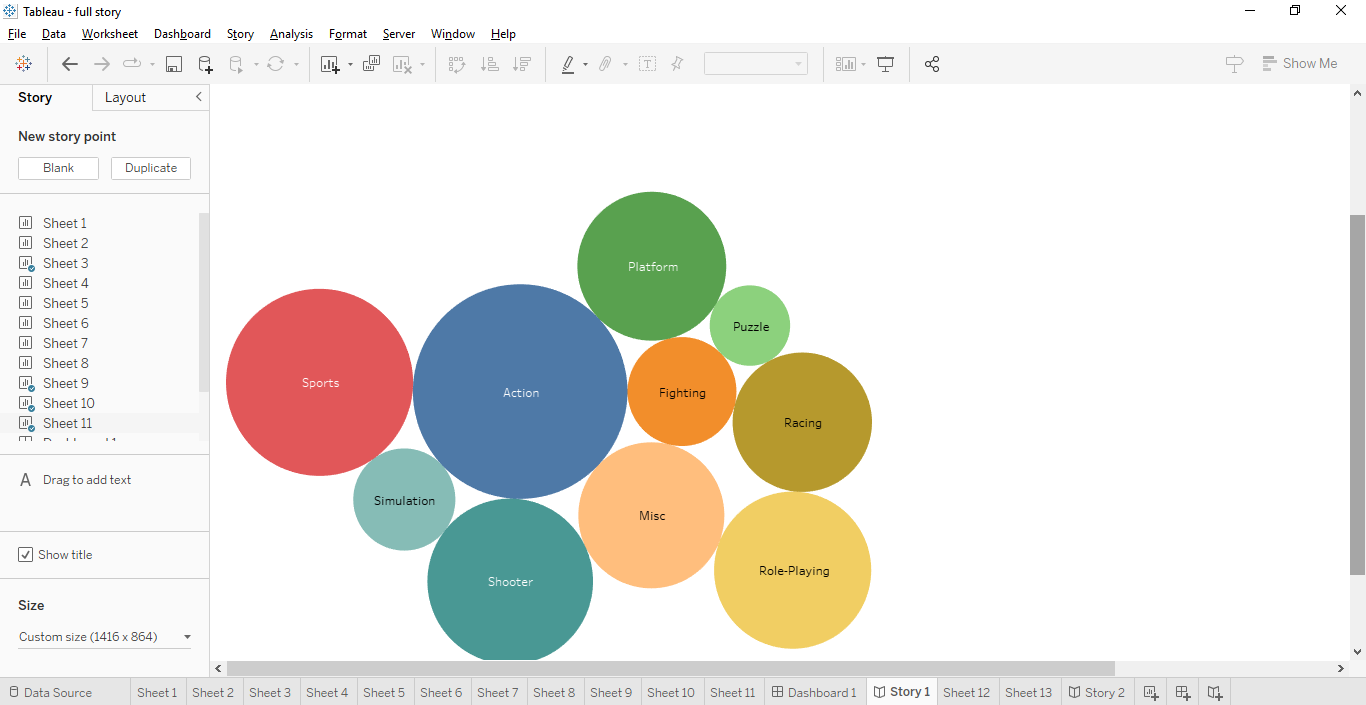 Tableau - full story
File Data Worksheet Dashboard Story Analysis Format Server Window Help
Show Me
Story Layout
New story point
Blank Duplicate
Sheet 1
Sheet 2
Sheet 3
Sheet 4
Sheet 5
Sheet 6
Sheet 7
Sheet 8
Sheet 9
Sheet 10
Sheet 11
A Drag to add text
Show title
Size
Custom size (1416 x 864)
Platform
Puzzle
Sports
Action
Fighting
Racing
Simulation
Misc
Role-Playing
Shooter
Data Source Sheet 1 Sheet 2 Sheet 3 Sheet 4 Sheet 5 Sheet 6 Sheet 7 Sheet 8 Sheet 9 Sheet 10 Sheet 11 Dashboard 1 Story 1 Sheet 12 Sheet 13 Story 2